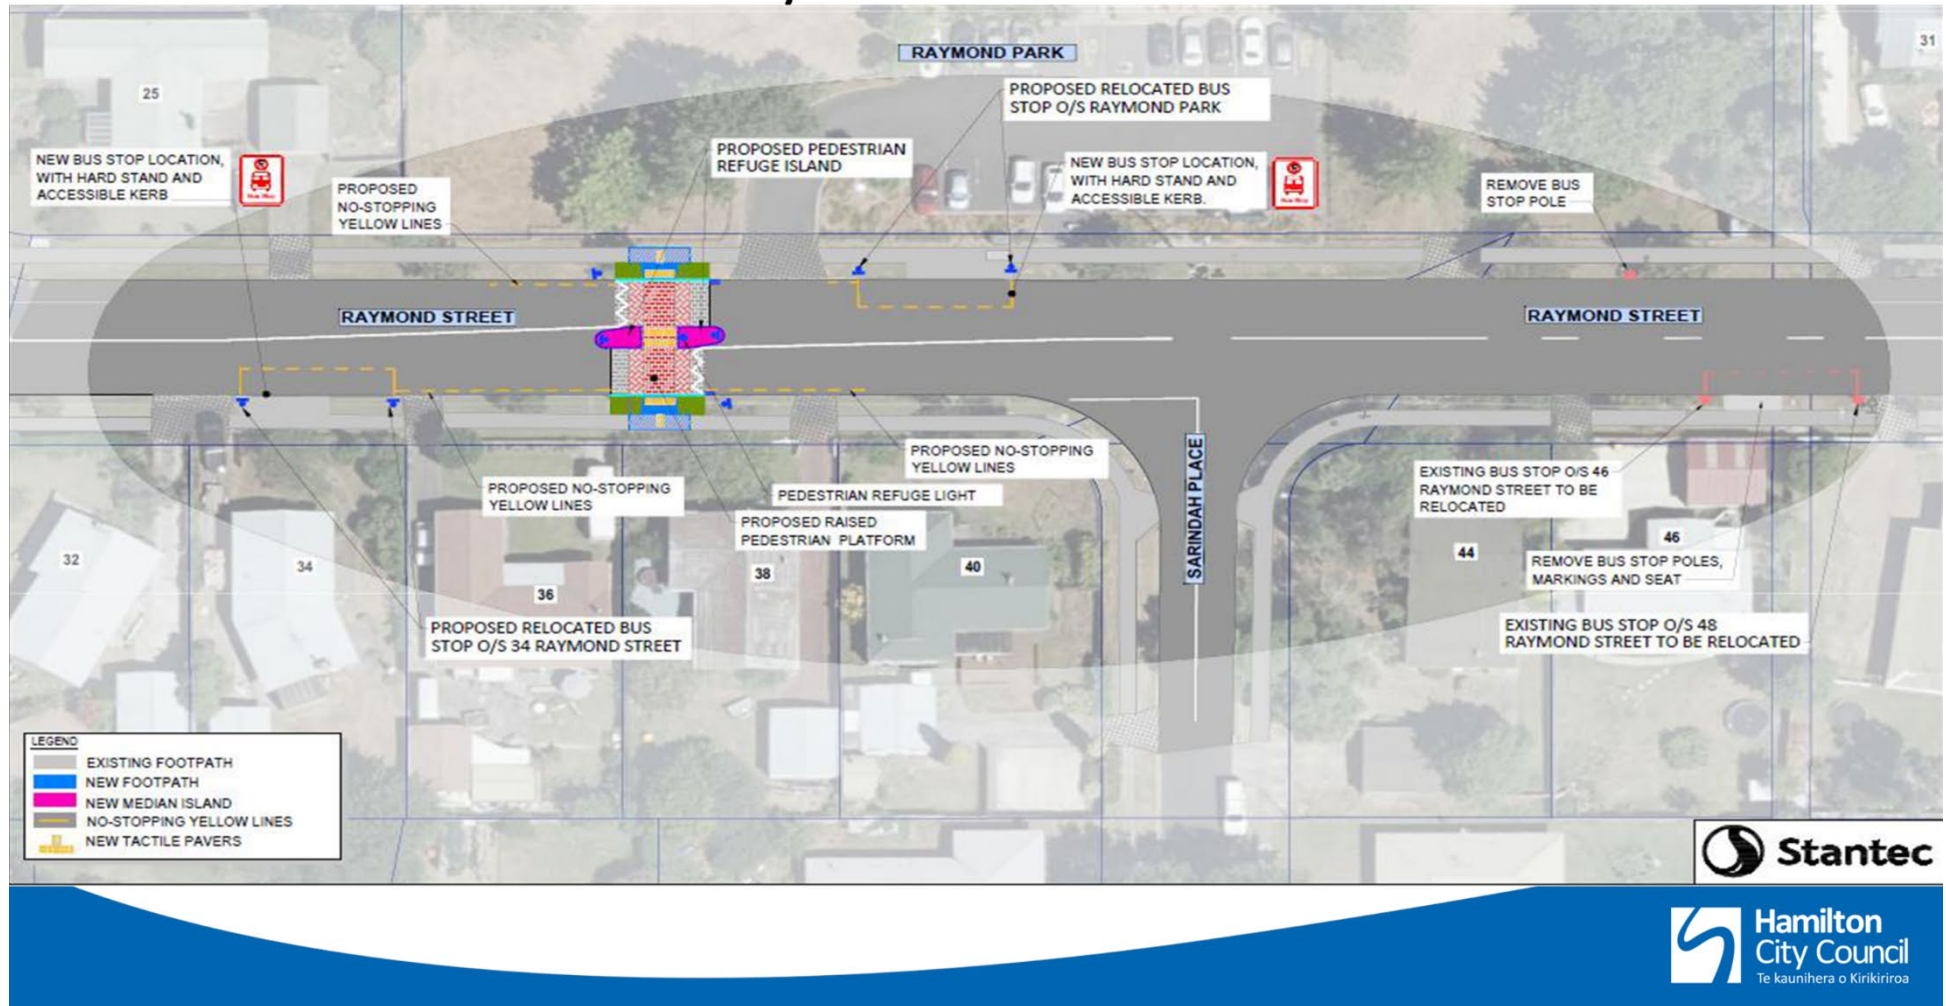 RAYMOND PARK
31
25
PROPOSED RELOCATED BUS
STOP O/S RAYMOND PARK
PROPOSED PEDESTRIAN
REFUGE ISLAND
NEW BUS STOP LOCATION,
WITH HARD STAND AND
ACCESSIBLE KERB
PROPOSED
NO-STOPPING
YELLOW LINES
NEW BUS STOP LOCATION,
WITH HARD STAND AND
ACCESSIBLE KERB.
REMOVE BUS
STOP POLE
RAYMOND STREET
RAYMOND STREET
PROPOSED NO-STOPPING
YELLOW LINES
PROPOSED NO-STOPPING
YELLOW LINES
PEDESTRIAN REFUGE LIGHT
PROPOSED RAISED
PEDESTRIAN PLATFORM
SARINDAH PLACE
EXISTING BUS STOP O/S 46
RAYMOND STREET TO BE
RELOCATED
32
34
36
38
40
44
46
REMOVE BUS STOP POLES,
MARKINGS AND SEAT
PROPOSED RELOCATED BUS
STOP O/S 34 RAYMOND STREET
EXISTING BUS STOP O/S 48
RAYMOND STREET TO BE RELOCATED
LEGEND
EXISTING FOOTPATH
NEW FOOTPATH
NEW MEDIAN ISLAND
NO-STOPPING YELLOW LINES
NEW TACTILE PAVERS
Stantec
Hamilton
City Council
Te kaunihera o Kirikiriroa